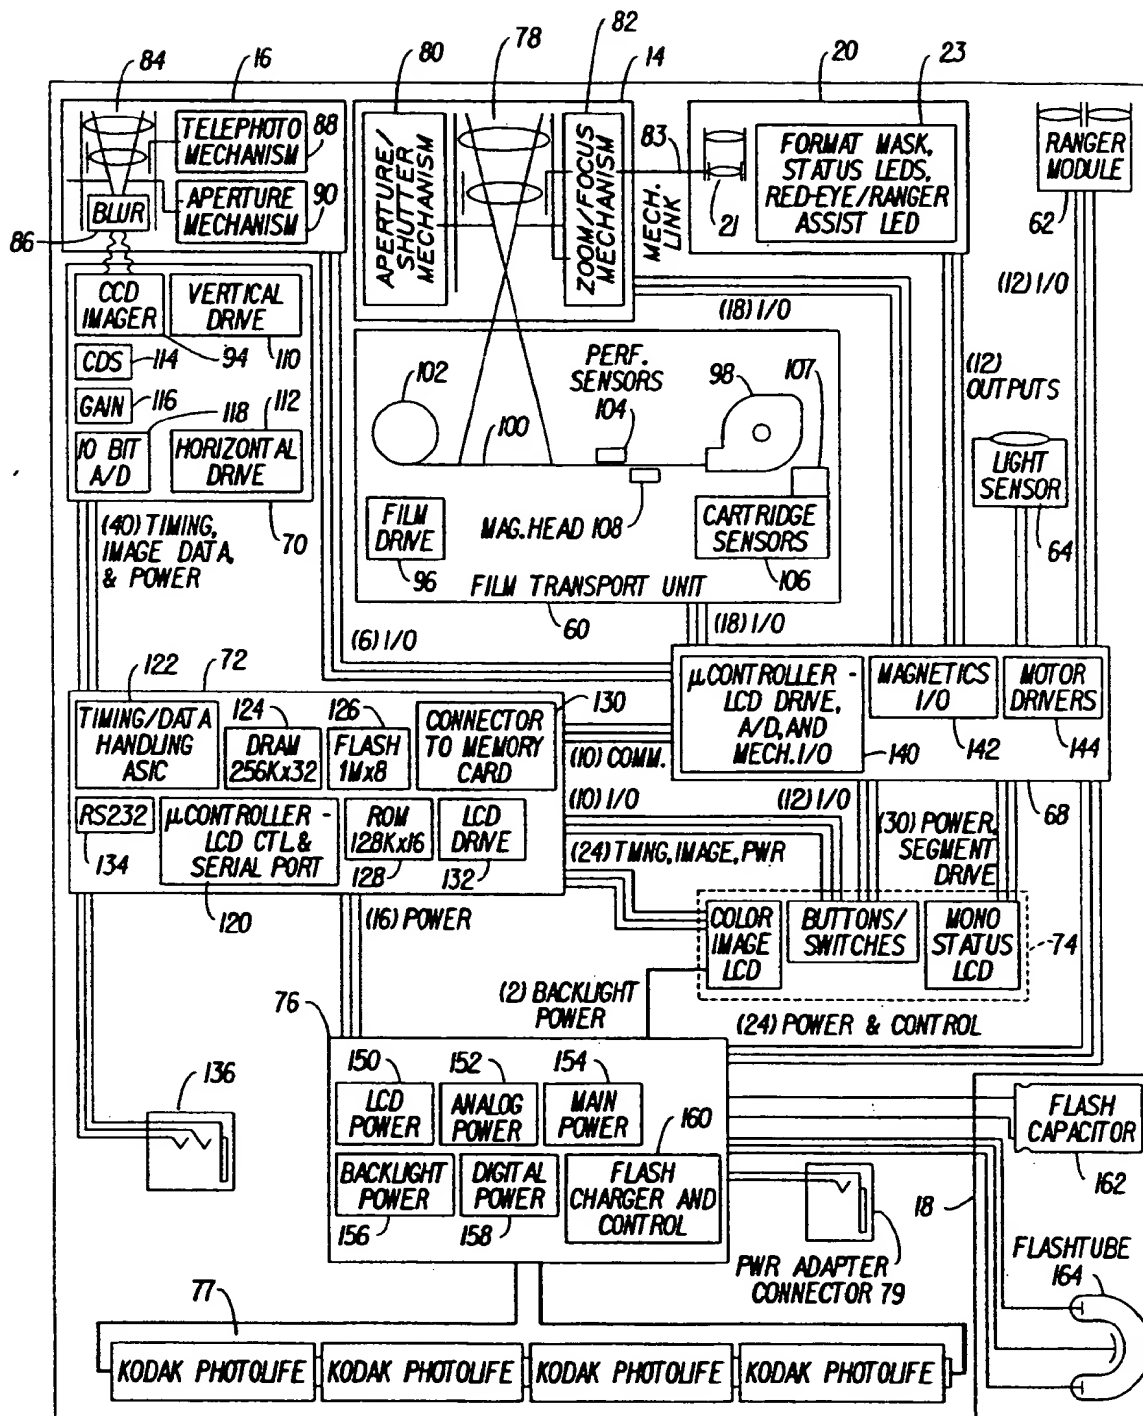 84
16
80
78
82
14
20
23
TELEPHOTO
MECHANISM
88
APERTURE
MECHANISM
90
BLUR
86
APERTURE/
SHUTTER
MECHANISM
ZOOM/FOCUS
MECHANISM
83
MECH.
LINK
21
FORMAT MASK,
STATUS LEDS,
RED-EYE/RANGER
ASSIST LED
RANGER
MODULE
62
CCD
IMAGER
VERTICAL
DRIVE
94
110
CDS
114
GAIN
116
118
112
10 BIT
A/D
HORIZONTAL
DRIVE
(40) TIMING,
IMAGE DATA,
& POWER
70
(18) I/O
(12) I/O
102
PERF.
SENSORS
104
98
107
100
(12)
OUTPUTS
FILM
DRIVE
96
MAG. HEAD 108
CARTRIDGE
SENSORS
106
FILM TRANSPORT UNIT
60
LIGHT
SENSOR
64
(6) I/O
(18) I/O
122
72
TIMING/DATA
HANDLING
ASIC
124
DRAM
256Kx32
126
FLASH
1Mx8
130
CONNECTOR
TO MEMORY
CARD
(10) COMM.
μCONTROLLER -
LCD DRIVE,
A/D, AND
MECH. I/O
140
MAGNETICS
I/O
142
MOTOR
DRIVERS
144
68
RS232
134
μCONTROLLER -
LCD CTL &
SERIAL PORT
120
ROM
128Kx16
128
LCD
DRIVE
132
(10) I/O
(12) I/O
(24) TMNG, IMAGE, PWR
(30) POWER,
SEGMENT
DRIVE
(16) POWER
COLOR
IMAGE
LCD
BUTTONS/
SWITCHES
MONO
STATUS
LCD
74
(2) BACKLIGHT
POWER
(24) POWER & CONTROL
76
136
150
LCD
POWER
152
ANALOG
POWER
154
MAIN
POWER
160
BACKLIGHT
POWER
156
DIGITAL
POWER
158
FLASH
CHARGER AND
CONTROL
FLASH
CAPACITOR
162
18
PWR ADAPTER
CONNECTOR 79
FLASHTUBE
164
77
KODAK PHOTOLIFE
KODAK PHOTOLIFE
KODAK PHOTOLIFE
KODAK PHOTOLIFE